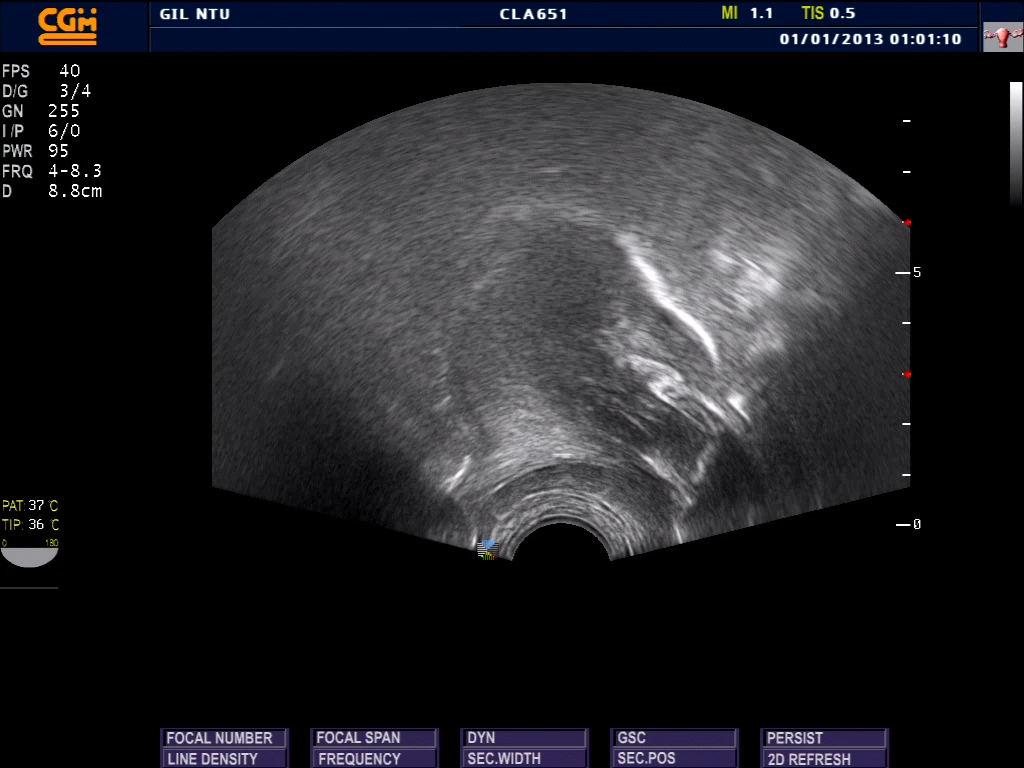 CGM
GIL NTU
CLA651
MI 1.1
TIS 0.5
01/01/2013 01:01:10
FPS 40
D/G 3/4
GN 255
I/P 6/0
PWR 95
FRQ 4-8.3
D 8.8cm
5
PAT: 37 °C
TIP: 36 °C
0 180
0
FOCAL NUMBER
FOCAL SPAN
DYN
GSC
PERSIST
LINE DENSITY
FREQUENCY
SEC.WIDTH
SEC.POS
2D REFRESH